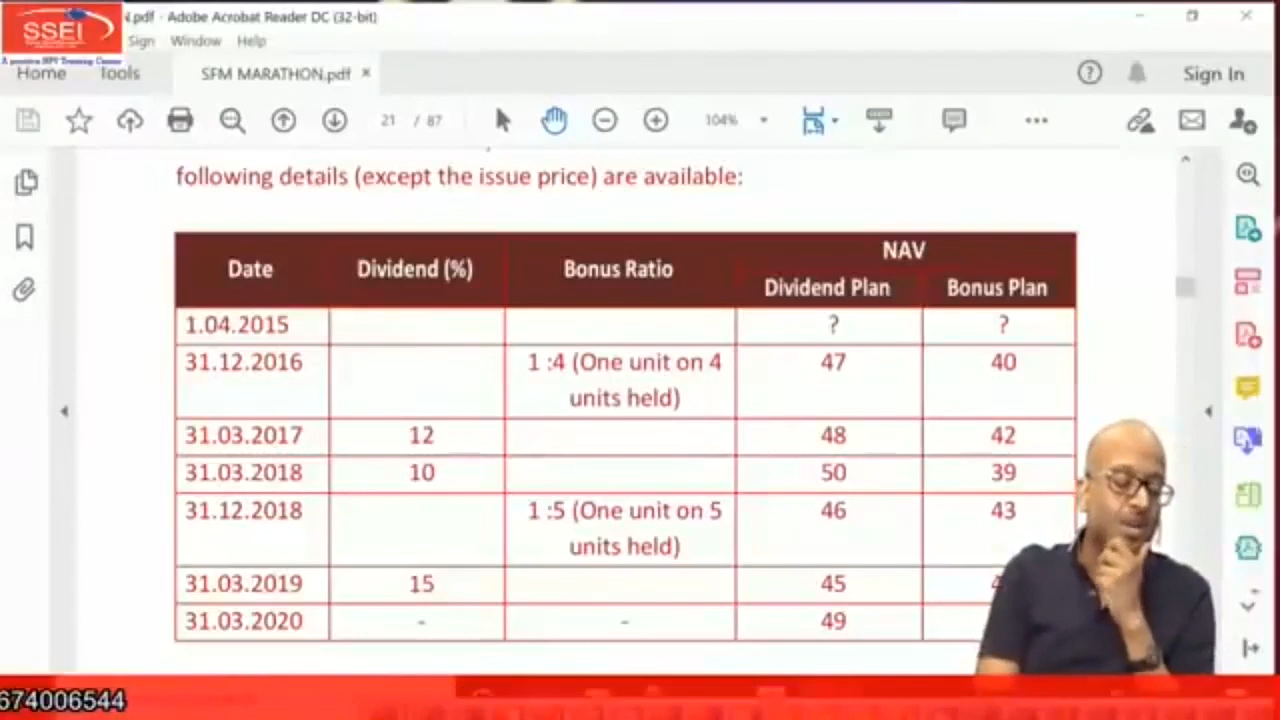 SSEI
.pdf - Adobe Acrobat Reader DC (32-bit)
Sign Window Help
Home Tools SFM MARATHON.pdf × Sign In
21 / 87 104%
following details (except the issue price) are available:
Date Dividend (%) Bonus Ratio NAV
Dividend Plan Bonus Plan
1.04.2015 ? ?
31.12.2016 1 :4 (One unit on 4 47 40
units held)
31.03.2017 12 48 42
31.03.2018 10 50 39
31.12.2018 1 :5 (One unit on 5 46 43
units held)
31.03.2019 15 45
31.03.2020 - - 49
674006544